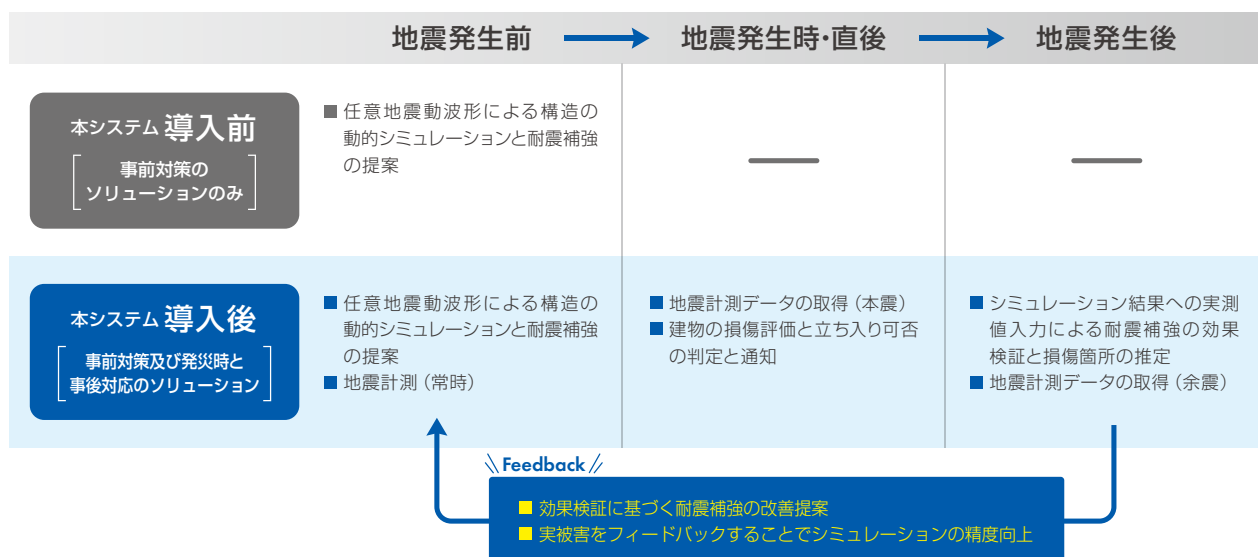 地震発生前
地震発生時・直後
地震発生後
本システム 導入前
事前対策の
ソリューションのみ
■ 任意地震動波形による構造の
動的シミュレーションと耐震補強
の提案
本システム 導入後
事前対策及び発災時と
事後対応のソリューション
■ 任意地震動波形による構造の
動的シミュレーションと耐震補強
の提案
■ 地震計測（常時）
■ 地震計測データの取得（本震）
■ 建物の損傷評価と立ち入り可否
の判定と通知
■ シミュレーション結果への実測
値入力による耐震補強の効果
検証と損傷箇所の推定
■ 地震計測データの取得（余震）
Feedback
■ 効果検証に基づく耐震補強の改善提案
■ 実被害をフィードバックすることでシミュレーションの精度向上